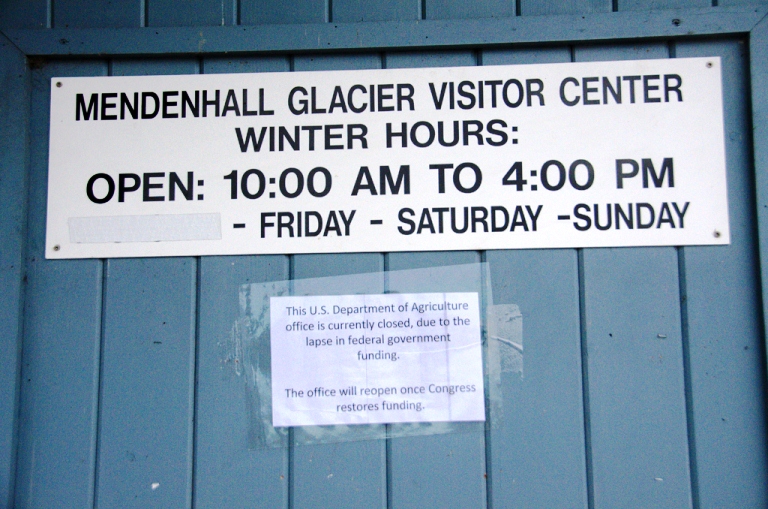 MENDENHALL GLACIER VISITOR CENTER
WINTER HOURS:
OPEN: 10:00 AM TO 4:00 PM
- FRIDAY - SATURDAY -SUNDAY
This U.S. Department of Agriculture
office is currently closed, due to the
lapse in federal government
funding.
The office will reopen once Congress
restores funding.